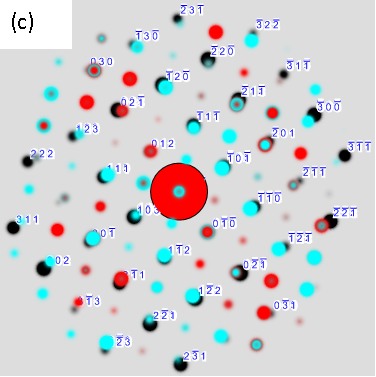 (c)
2̄ 3 1̄
1̄ 3 0
3̄ 2 2
2̄ 2 0
0 3 0
1̄ 2 0
3̄ 1 1̄
2̄ 1 1̄
0 2 1̄
3̄ 0 0
1̄ 1 1
1 2 3
2̄ 0 1
0 1 2
3̄ 1̄ 1
2 2 2
1̄ 0 1̄
1 1 1
2̄ 1̄ 1
1̄ 1̄ 0
1 0 3
2̄ 2̄ 1
3 1 1
0 1̄ 0
0 1̄
1̄ 2̄ 1
1 1̄ 2
0 2
0 2̄ 1
3̄ 1
1 2̄ 2
1̄ 3
0 3̄ 1
2 2̄ 1
2̄ 3
2 3̄ 1